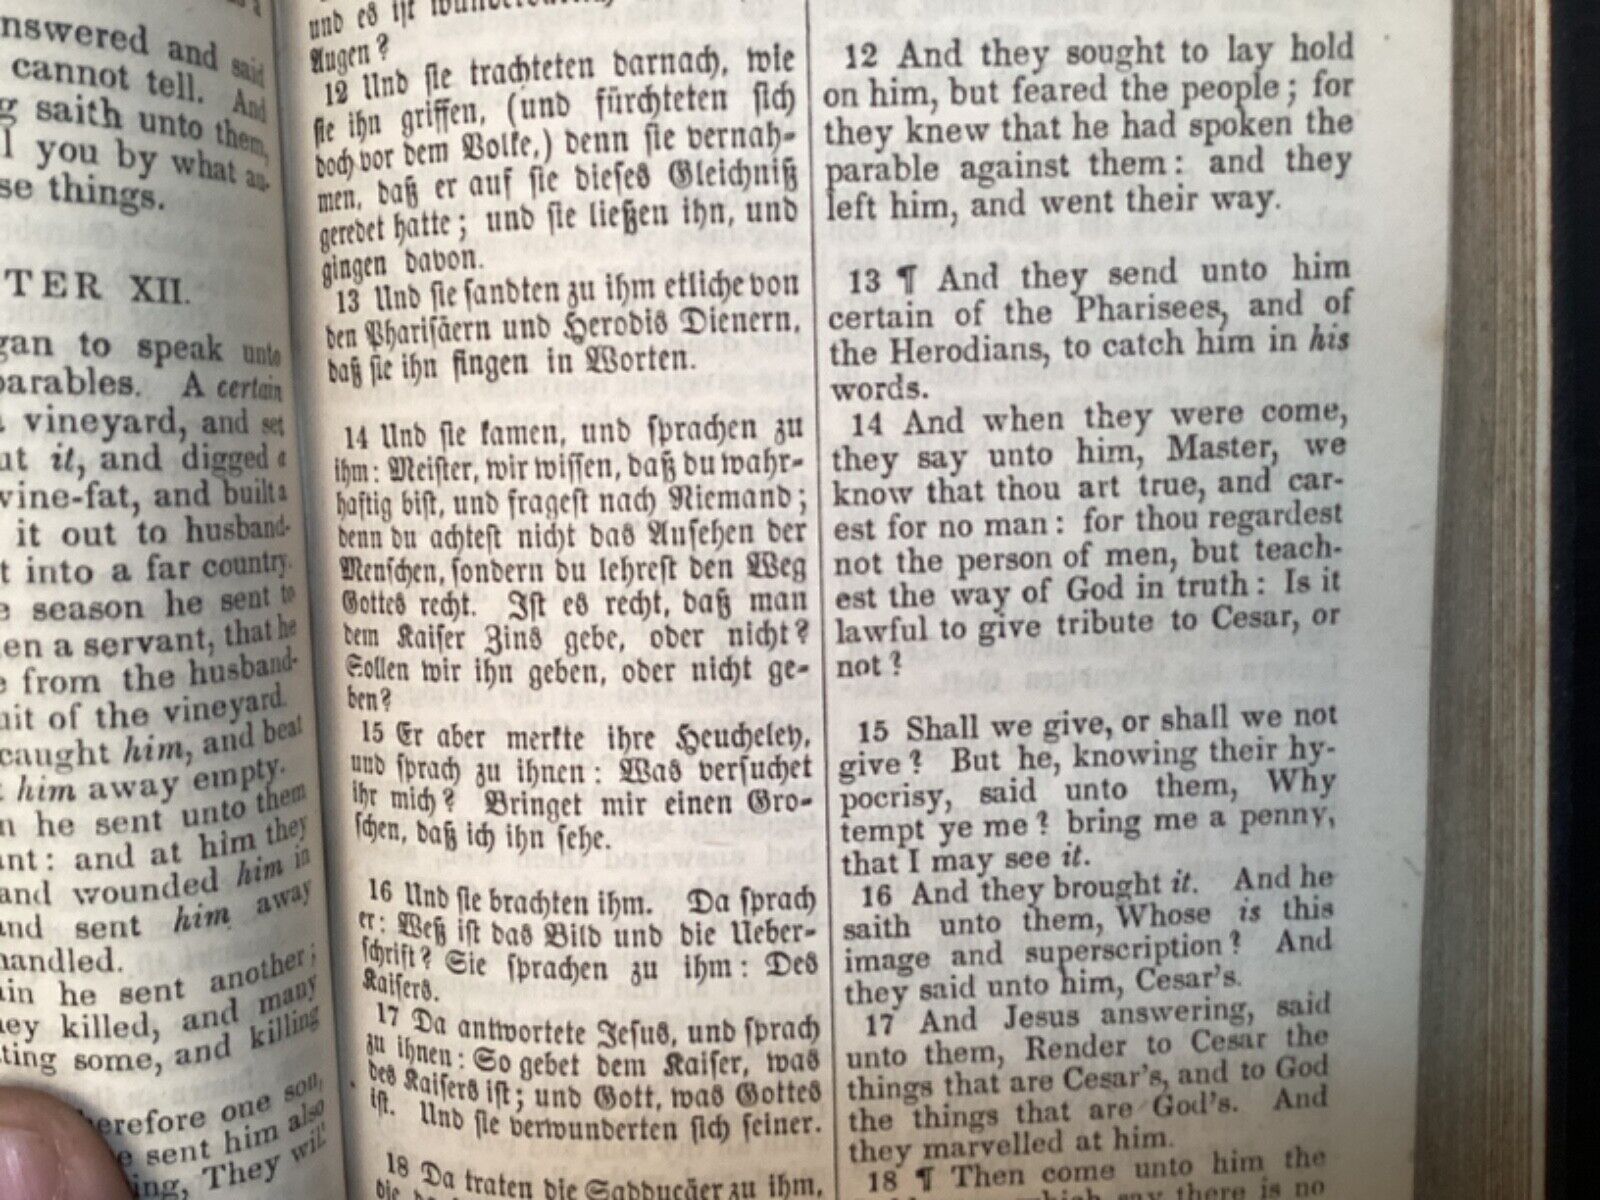 nswered and said
cannot tell. And
g saith unto them,
l you by what au-
se things.
TER XII.
gan to speak unto
parables. A certain
vineyard, and set
ut it, and digged a
vine-fat, and built a
it out to husband-
t into a far country.
e season he sent to
en a servant, that he
e from the husband-
uit of the vineyard.
caught him, and beat
him away empty.
n he sent unto them
ant: and at him they
and wounded him in
and sent him away
handled.
in he sent another;
ey killed, and many
ting some, and killing
erefore one son,
e sent him also
ing, They will
und es ist wunderbarlich
Augen?
12 Und sie trachteten darnach, wie
sie ihn griffen, (und fürchteten sich
doch vor dem Volke,) denn sie vernah-
men, daß er auf sie dieses Gleichniß
geredet hatte; und sie ließen ihn, und
gingen davon.
13 Und sie sandten zu ihm etliche von
den Pharisäern und Herodis Dienern,
daß sie ihn fingen in Worten.
14 Und sie kamen, und sprachen zu
ihm: Meister, wir wissen, daß du wahr-
haftig bist, und fragest nach Niemand;
denn du achtest nicht das Ansehen der
Menschen, sondern du lehrest den Weg
Gottes recht. Ist es recht, daß man
dem Kaiser Zins gebe, oder nicht?
Sollen wir ihn geben, oder nicht ge-
ben?
15 Er aber merkte ihre Heucheley,
und sprach zu ihnen: Was versuchet
ihr mich? Bringet mir einen Gro-
schen, daß ich ihn sehe.
16 Und sie brachten ihm. Da sprach
er: Weß ist das Bild und die Ueber-
schrift? Sie sprachen zu ihm: Des
Kaisers.
17 Da antwortete Jesus, und sprach
zu ihnen: So gebet dem Kaiser, was
des Kaisers ist; und Gott, was Gottes
ist. Und sie verwunderten sich seiner.
18 Da traten die Sadducäer zu ihm,
die
12 And they sought to lay hold
on him, but feared the people; for
they knew that he had spoken the
parable against them: and they
left him, and went their way.
13 ¶ And they send unto him
certain of the Pharisees, and of
the Herodians, to catch him in his
words.
14 And when they were come,
they say unto him, Master, we
know that thou art true, and car-
est for no man: for thou regardest
not the person of men, but teach-
est the way of God in truth: Is it
lawful to give tribute to Cesar, or
not?
15 Shall we give, or shall we not
give? But he, knowing their hy-
pocrisy, said unto them, Why
tempt ye me? bring me a penny,
that I may see it.
16 And they brought it. And he
saith unto them, Whose is this
image and superscription? And
they said unto him, Cesar's.
17 And Jesus answering, said
unto them, Render to Cesar the
things that are Cesar's, and to God
the things that are God's. And
they marvelled at him.
18 ¶ Then come unto him the
which say there is no